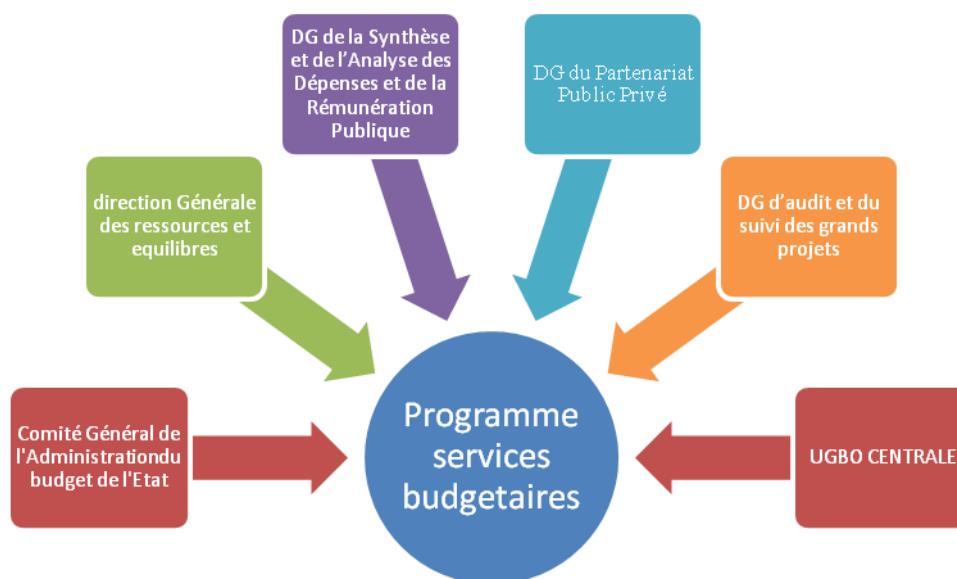 DG de la Synthèse
et de l'Analyse des
Dépenses et de la
Rémunération
Publique
DG du Partenariat
Public Privé
direction Générale
des ressources et
equilibres
DG d'audit et du
suivi des grands
projets
Comité Général de
l'Administrationdu
budget de l'Etat
Programme
services
budgetaires
UGBO CENTRALE